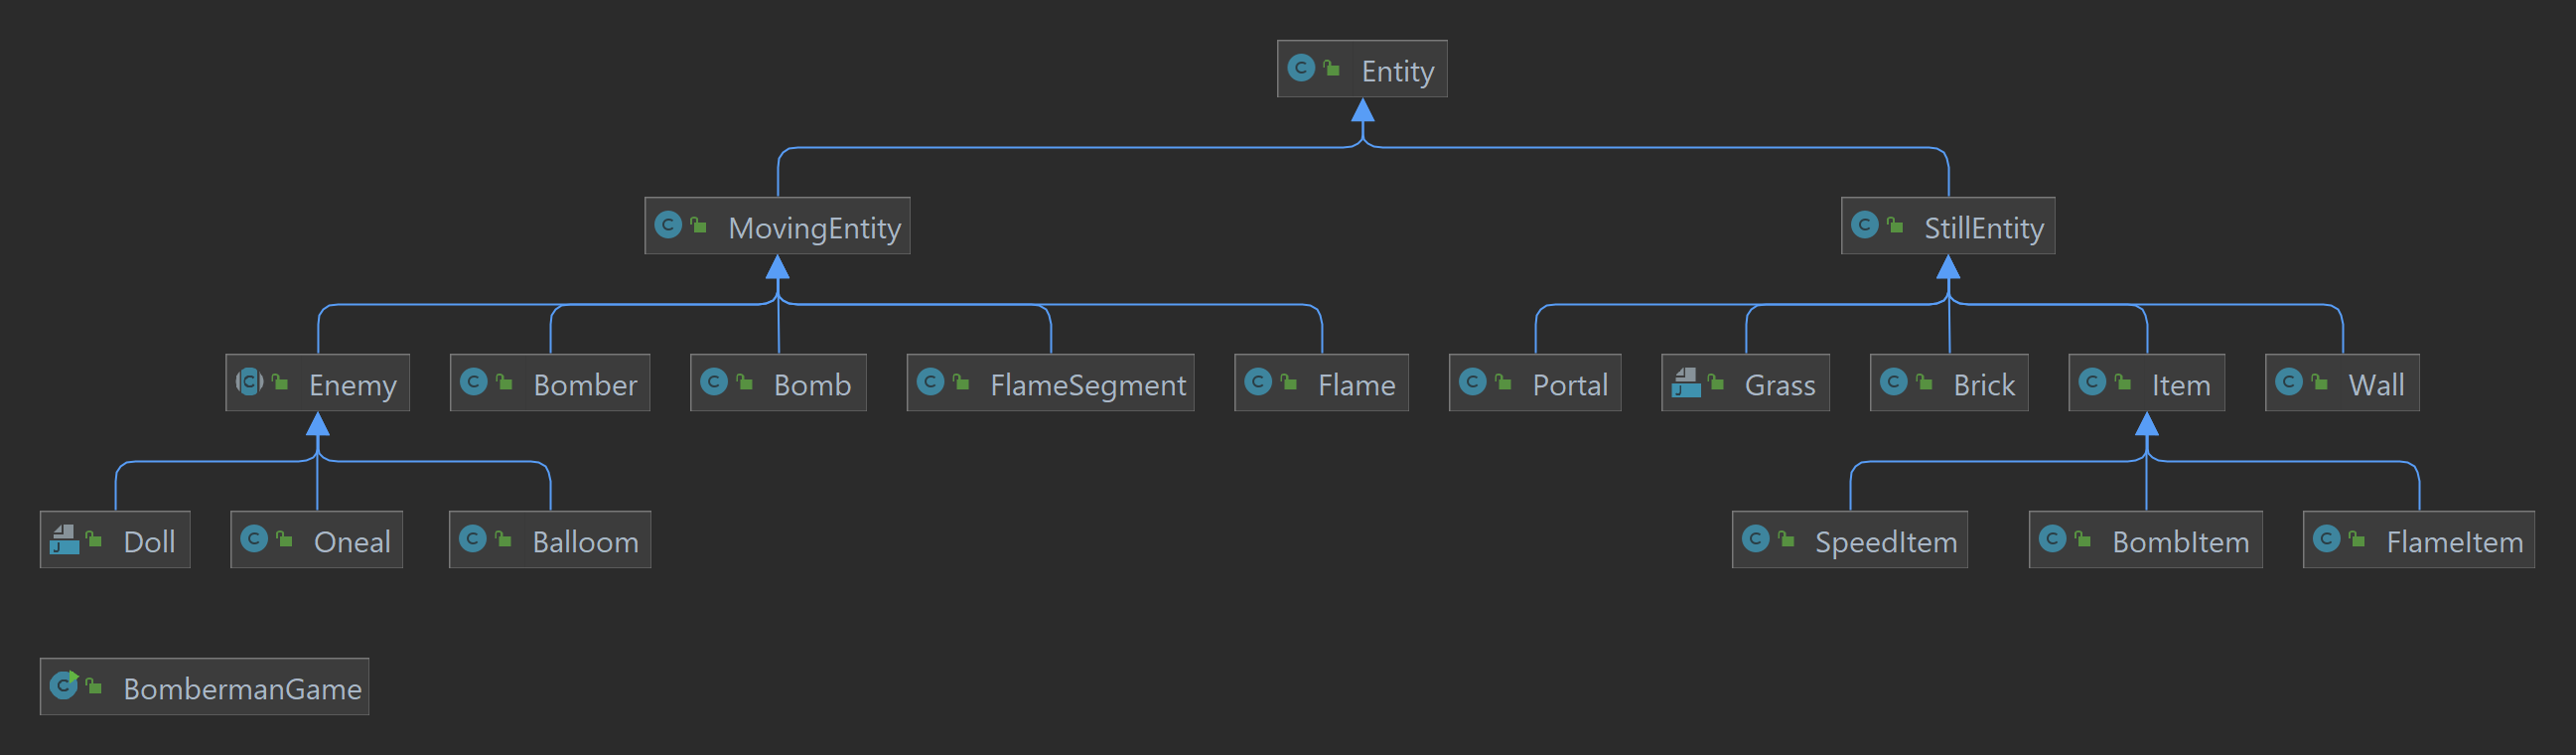 Entity
MovingEntity StillEntity
Enemy Bomber Bomb FlameSegment Flame Portal Grass Brick Item Wall
Doll Oneal Balloom SpeedItem BombItem FlameItem
BombermanGame